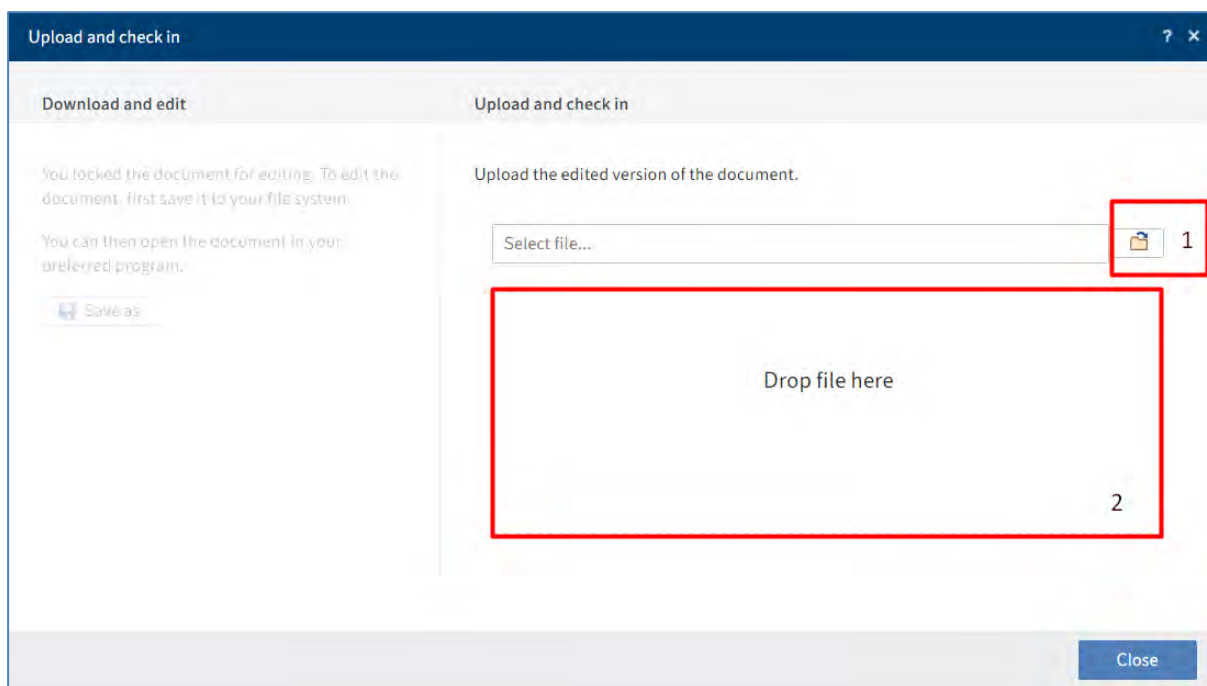 Upload and check in
? ×
Download and edit
Upload and check in
You locked the document for editing. To edit the
document, first save it to your file system.
You can then open the document in your
preferred program.
Save as
Upload the edited version of the document.
Select file...
1
Drop file here
2
Close